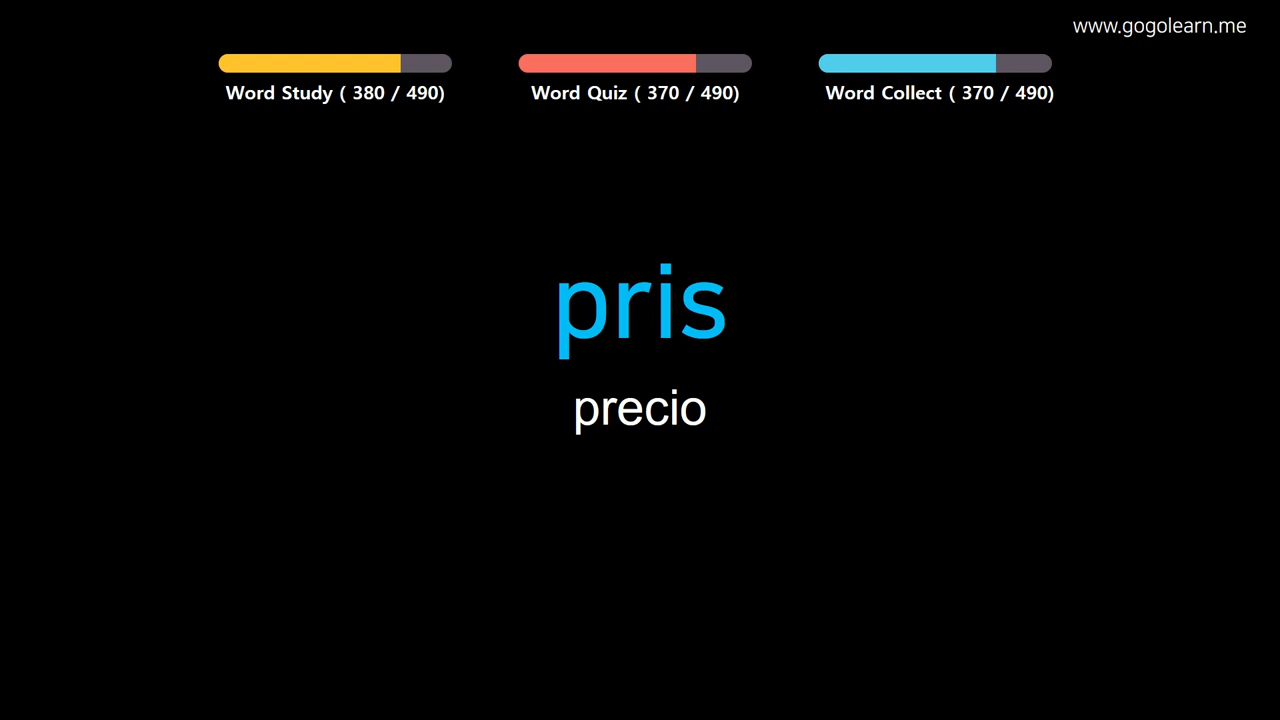 www.gogolearn.me
Word Study ( 380 / 490)
Word Quiz ( 370 / 490)
Word Collect ( 370 / 490)
pris
precio